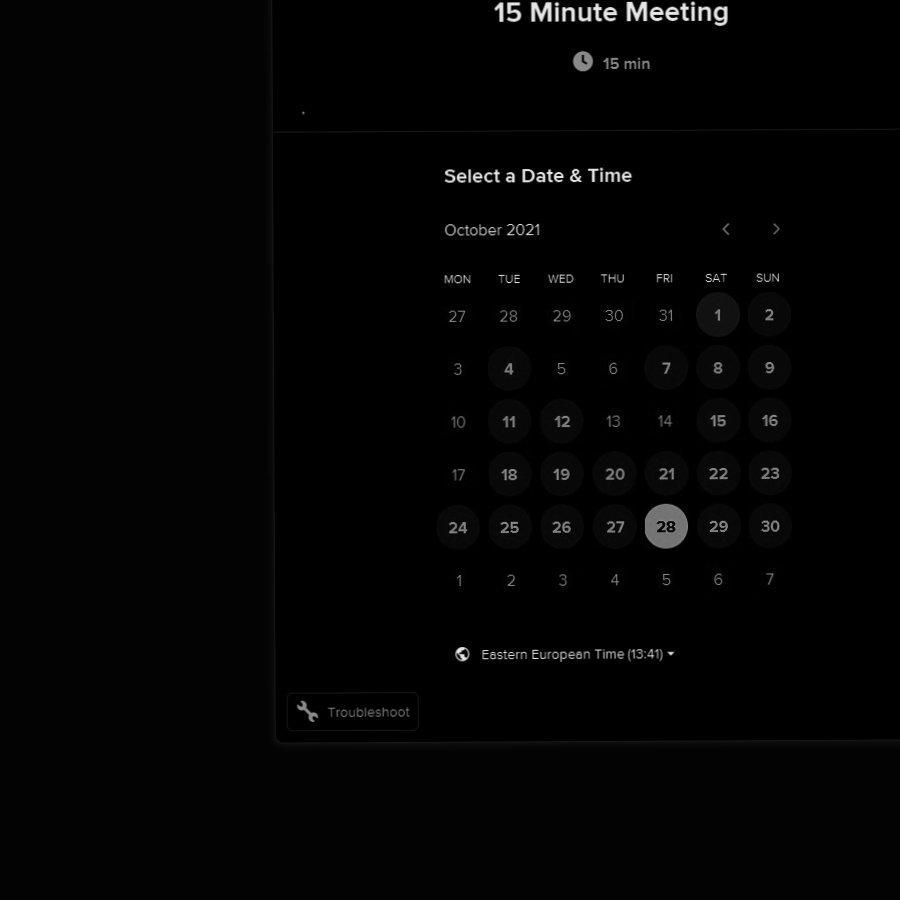 15 Minute Meeting
15 min
Select a Date & Time
October 2021
MON TUE WED THU FRI SAT SUN
27 28 29 30 31 1 2
3 4 5 6 7 8 9
10 11 12 13 14 15 16
17 18 19 20 21 22 23
24 25 26 27 28 29 30
1 2 3 4 5 6 7
Eastern European Time (13:41)
Troubleshoot